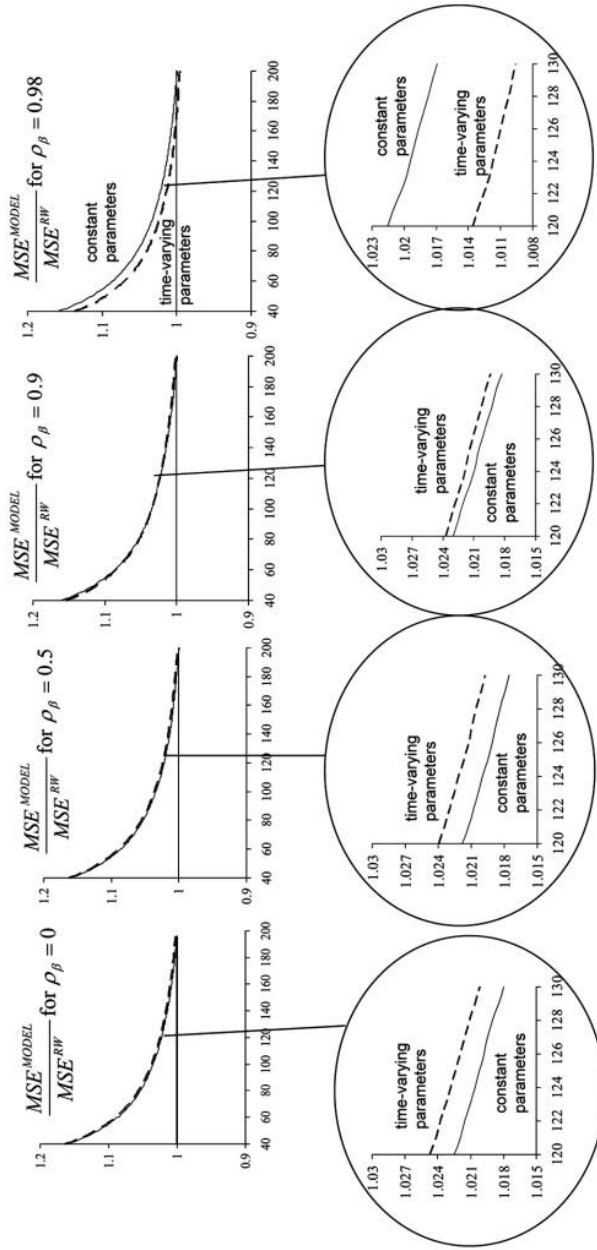 MSE^MODEL
MSE^RW for ρβ = 0
1.2
1.1
1
0.9
40 60 80 100 120 140 160 180 200
MSE^MODEL
MSE^RW for ρβ = 0.5
1.2
1.1
1
0.9
40 60 80 100 120 140 160 180 200
MSE^MODEL
MSE^RW for ρβ = 0.9
1.2
1.1
1
0.9
40 60 80 100 120 140 160 180 200
MSE^MODEL
MSE^RW for ρβ = 0.98
1.2
1.1
1
0.9
constant
parameters
time-varying
parameters
40 60 80 100 120 140 160 180 200
1.03
1.027
1.024
1.021
1.018
1.015
time-varying
parameters
constant
parameters
120 122 124 126 128 130
1.03
1.027
1.024
1.021
1.018
1.015
time-varying
parameters
constant
parameters
120 122 124 126 128 130
1.03
1.027
1.024
1.021
1.018
1.015
time-varying
parameters
constant
parameters
120 122 124 126 128 130
1.023
1.02
1.017
1.014
1.011
1.008
constant
parameters
time-varying
parameters
120 122 124 126 128 130